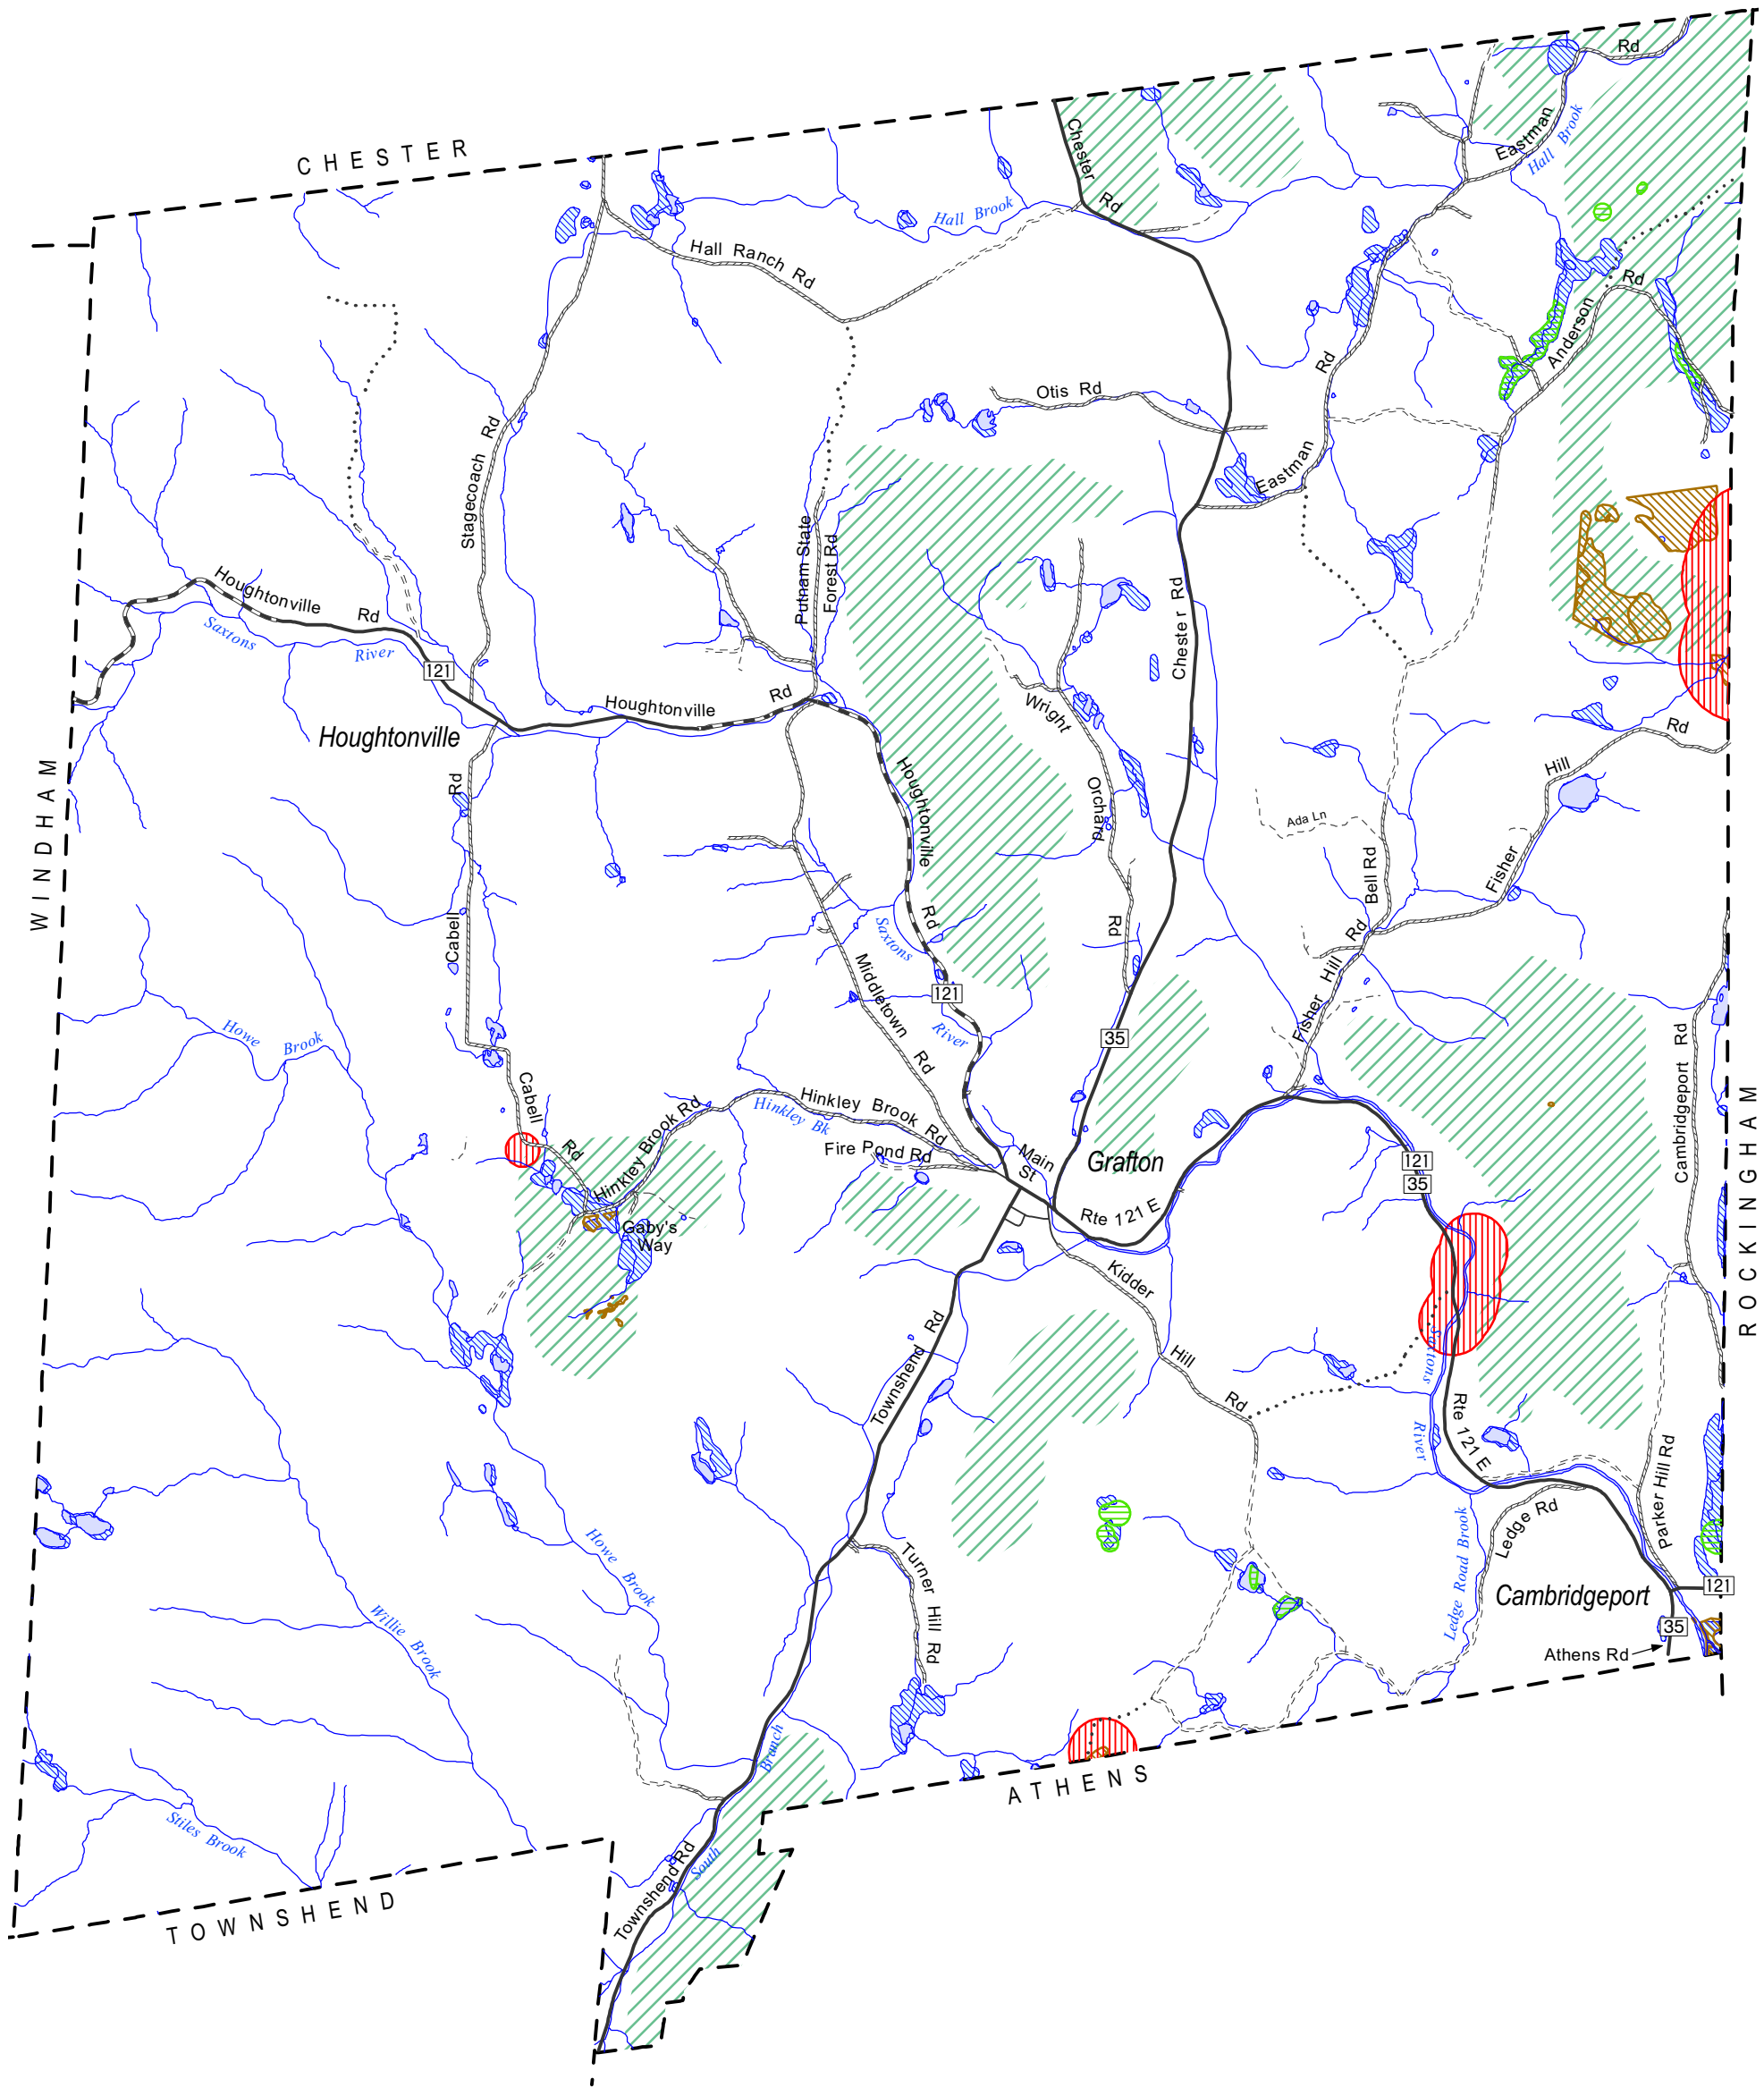 Rd
Eastman
Hall Brook
CHESTER
Chester
Rd
Hall Brook
Hall Ranch Rd
Rd
Anderson
Rd
Otis Rd
Stagecoach Rd
Eastman
Putnam State
Forest Rd
Houghtonville
Rd
Saxtons
River
121
Chester Rd
Houghtonville
Rd
Wright
Houghtonville
Rd
Hill
WINDHAM
Rd
Houghtonville
Orchard
Ada Ln
Bell Rd
Fisher
Cabell
Rd
Saxtons
Rd
Rd
Fisher Hill
Middletown
Rd
121
River
35
Howe
Brook
Cambridgeport Rd
Cabell
Rd
Hinkley Brook Rd
Hinkley Brook Rd
Hinkley Bk
Fire Pond Rd
Main
St
Grafton
121
35
ROCKINGHAM
Rte 121 E
Gaby's
Way
Kidder
Hill
Rd
Townshend Rd
Saxtons
River
Rte 121 E
Parker Hill Rd
Ledge Rd
Ledge Road Brook
Howe
Brook
Turner Hill Rd
Cambridgeport
121
35
Athens Rd
Willie Brook
Branch
South
ATHENS
Stiles Brook
Townshend Rd
TOWNSHEND